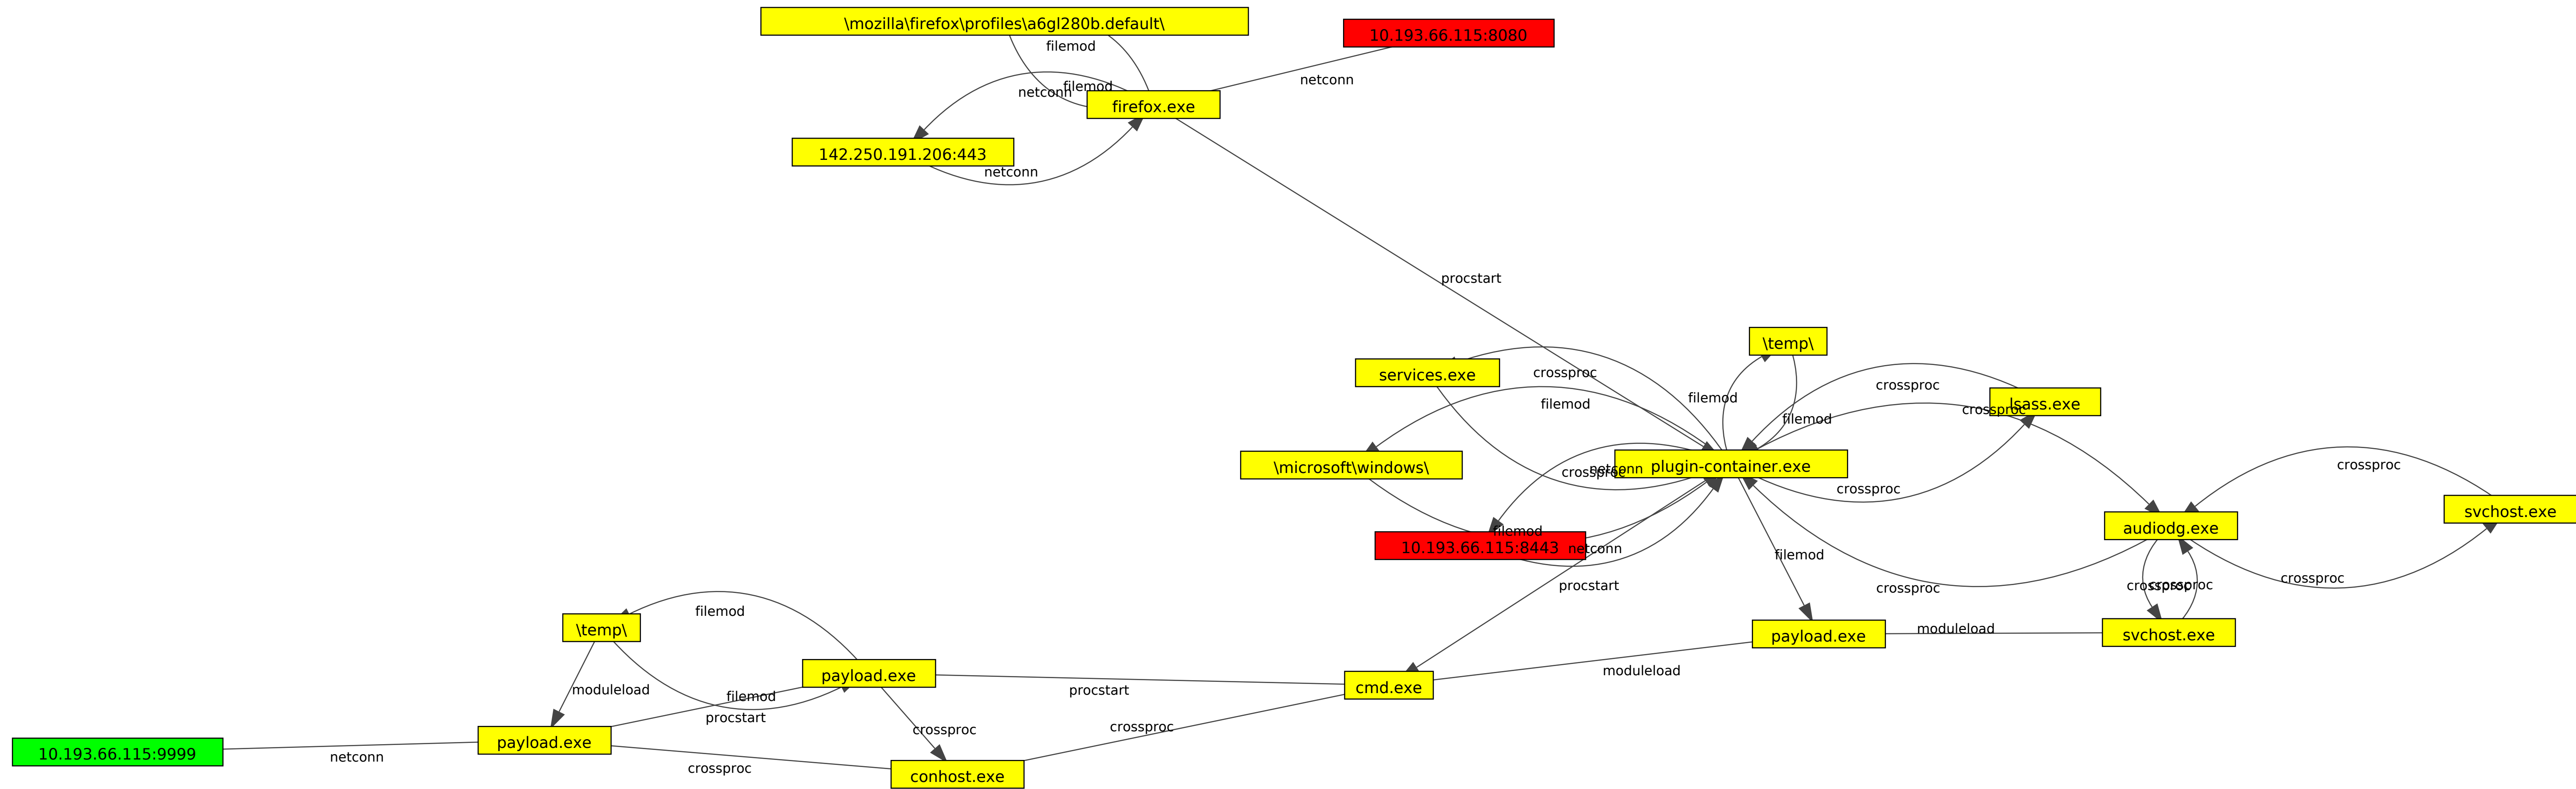 \mozilla\firefox\profiles\a6gl280b.default\
10.193.66.115:8080
filemod
netconn
filemod
netconn
firefox.exe
142.250.191.206:443
netconn
procstart
\temp\
services.exe
crossproc
crossproc
filemod
filemod
lsass.exe
crossproc
filemod
\microsoft\windows\
crossproc
netconn
plugin-container.exe
crossproc
crossproc
svchost.exe
filemod
10.193.66.115:8443
netconn
audiodg.exe
filemod
procstart
crossproc
crossproc
crossproc
crossproc
filemod
\temp\
payload.exe
moduleload
svchost.exe
payload.exe
moduleload
cmd.exe
moduleload
filemod
procstart
procstart
payload.exe
crossproc
crossproc
10.193.66.115:9999
netconn
crossproc
conhost.exe